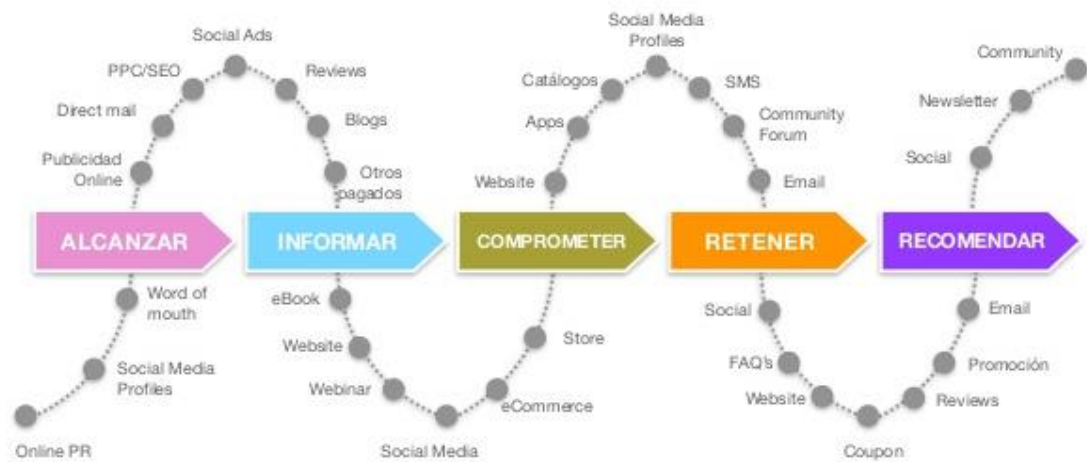 Social Ads
PPC/SEO
Reviews
Direct mail
Blogs
Publicidad
Online
Otros
pagados
Social Media
Profiles
Catálogos
SMS
Apps
Community
Forum
Website
Email
Community
Newsletter
Social
ALCANZAR
INFORMAR
COMPROMETER
RETENER
RECOMENDAR
Word of
mouth
Social Media
Profiles
Online PR
eBook
Website
Webinar
Social Media
eCommerce
Store
Social
FAQ's
Website
Coupon
Reviews
Promoción
Email